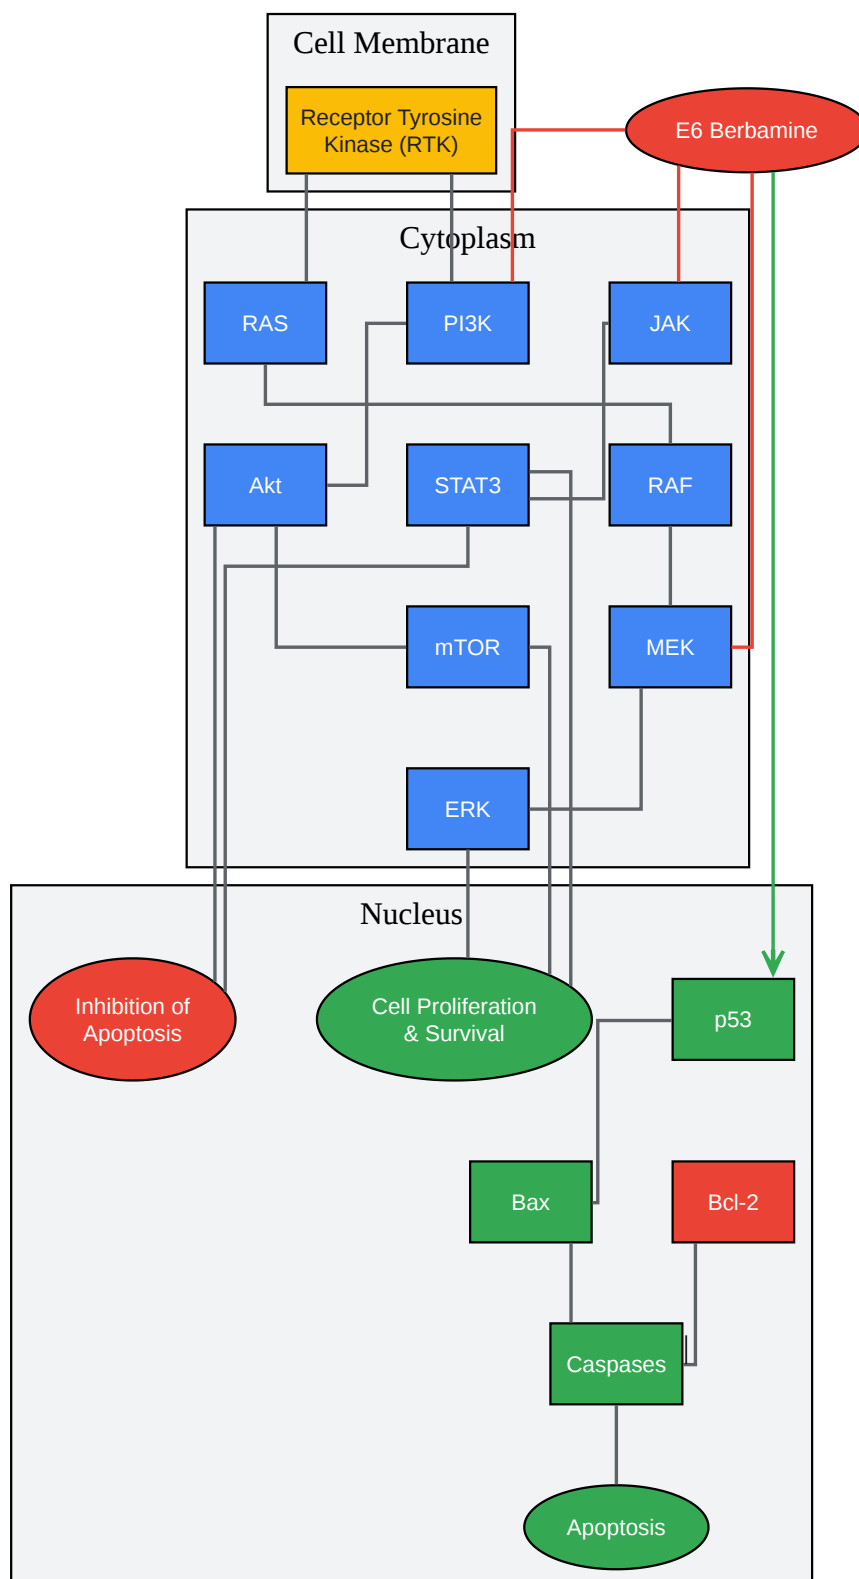 Cell Membrane
Receptor Tyrosine
Kinase (RTK)
E6 Berbamine
Cytoplasm
RAS
PI3K
JAK
Akt
STAT3
RAF
mTOR
MEK
ERK
Nucleus
Inhibition of
Apoptosis
Cell Proliferation
& Survival
p53
Bax
Bcl-2
Caspases
Apoptosis